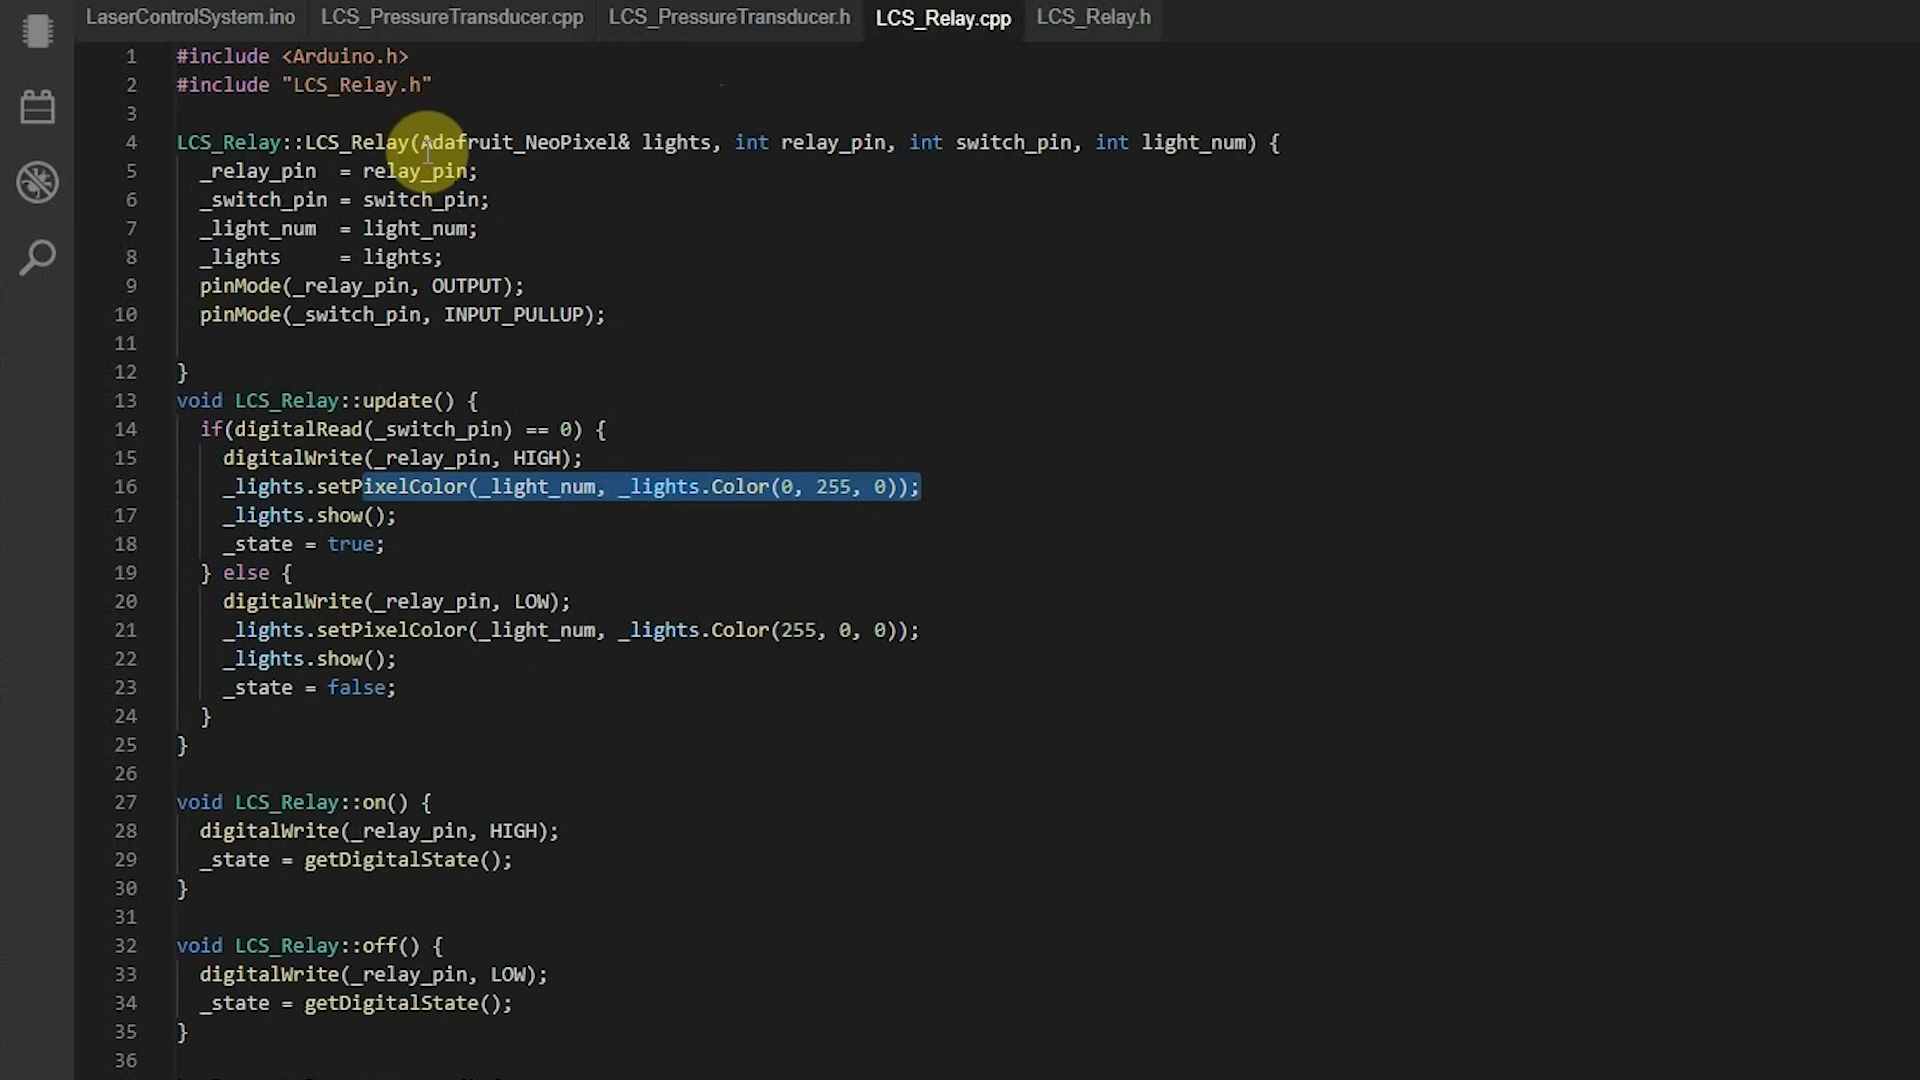 LaserControlSystem.ino LCS_PressureTransducer.cpp LCS_PressureTransducer.h LCS_Relay.cpp LCS_Relay.h
1 #include <Arduino.h>
2 #include "LCS_Relay.h"
3
4 LCS_Relay::LCS_Relay(Adafruit_NeoPixel& lights, int relay_pin, int switch_pin, int light_num) {
5 _relay_pin = relay_pin;
6 _switch_pin = switch_pin;
7 _light_num = light_num;
8 _lights = lights;
9 pinMode(_relay_pin, OUTPUT);
10 pinMode(_switch_pin, INPUT_PULLUP);
11
12 }
13 void LCS_Relay::update() {
14 if(digitalRead(_switch_pin) == 0) {
15 digitalWrite(_relay_pin, HIGH);
16 _lights.setPixelColor(_light_num, _lights.Color(0, 255, 0));
17 _lights.show();
18 _state = true;
19 } else {
20 digitalWrite(_relay_pin, LOW);
21 _lights.setPixelColor(_light_num, _lights.Color(255, 0, 0));
22 _lights.show();
23 _state = false;
24 }
25 }
26
27 void LCS_Relay::on() {
28 digitalWrite(_relay_pin, HIGH);
29 _state = getDigitalState();
30 }
31
32 void LCS_Relay::off() {
33 digitalWrite(_relay_pin, LOW);
34 _state = getDigitalState();
35 }
36